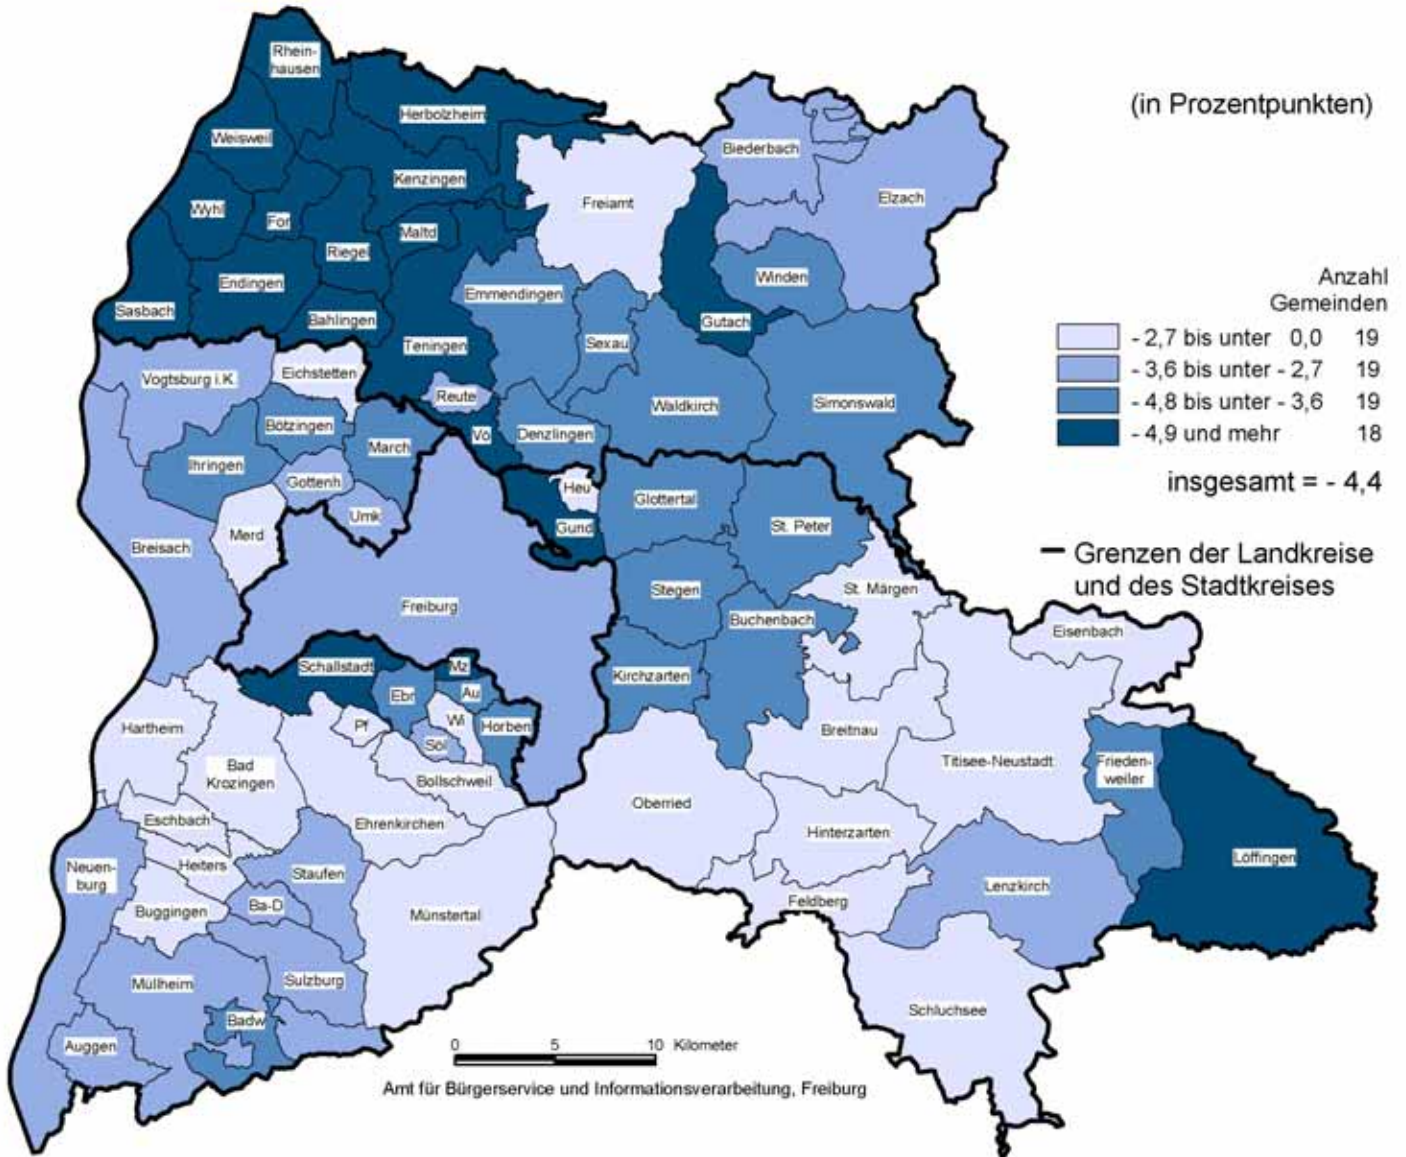 Rhein-
hausen
(in Prozentpunkten)
Herbolzheim
Weisweil
Biederbach
Kenzingen
Elzach
Freiamt
Wyhl
For
Maltd
Riegel
Winden
Anzahl
Gemeinden
Endingen
Emmendingen
Sasbach
Bahlingen
Gutach
- 2,7 bis unter 0,0 19
- 3,6 bis unter - 2,7 19
- 4,8 bis unter - 3,6 19
- 4,9 und mehr 18
insgesamt = - 4,4
Teningen
Sexau
Eichstetten
Vogtsburg i.K.
Reute
Waldkirch
Simonswald
Bötzingen
Vö
Denzlingen
March
Ihringen
Gottenh
Heu
Glottertal
Umk
Gund
St. Peter
Merd
Breisach
Grenzen der Landkreise
und des Stadtkreises
Stegen
St. Märgen
Freiburg
Buchenbach
Eisenbach
Schallstadt
Mz
Kirchzarten
Ebr
Au
Wi
Horben
Hartheim
Pf
Söl
Breitnau
Bad
Krozingen
Bollschweil
Titisee-Neustadt
Frieden-
weiler
Oberried
Eschbach
Ehrenkirchen
Hinterzarten
Löffingen
Heiters
Neuen-
burg
Staufen
Lenzkirch
Ba-D
Feldberg
Buggingen
Münstertal
Müllheim
Sulzburg
Schluchsee
Badw
Auggen
0 5 10 Kilometer
Amt für Bürgerservice und Informationsverarbeitung, Freiburg